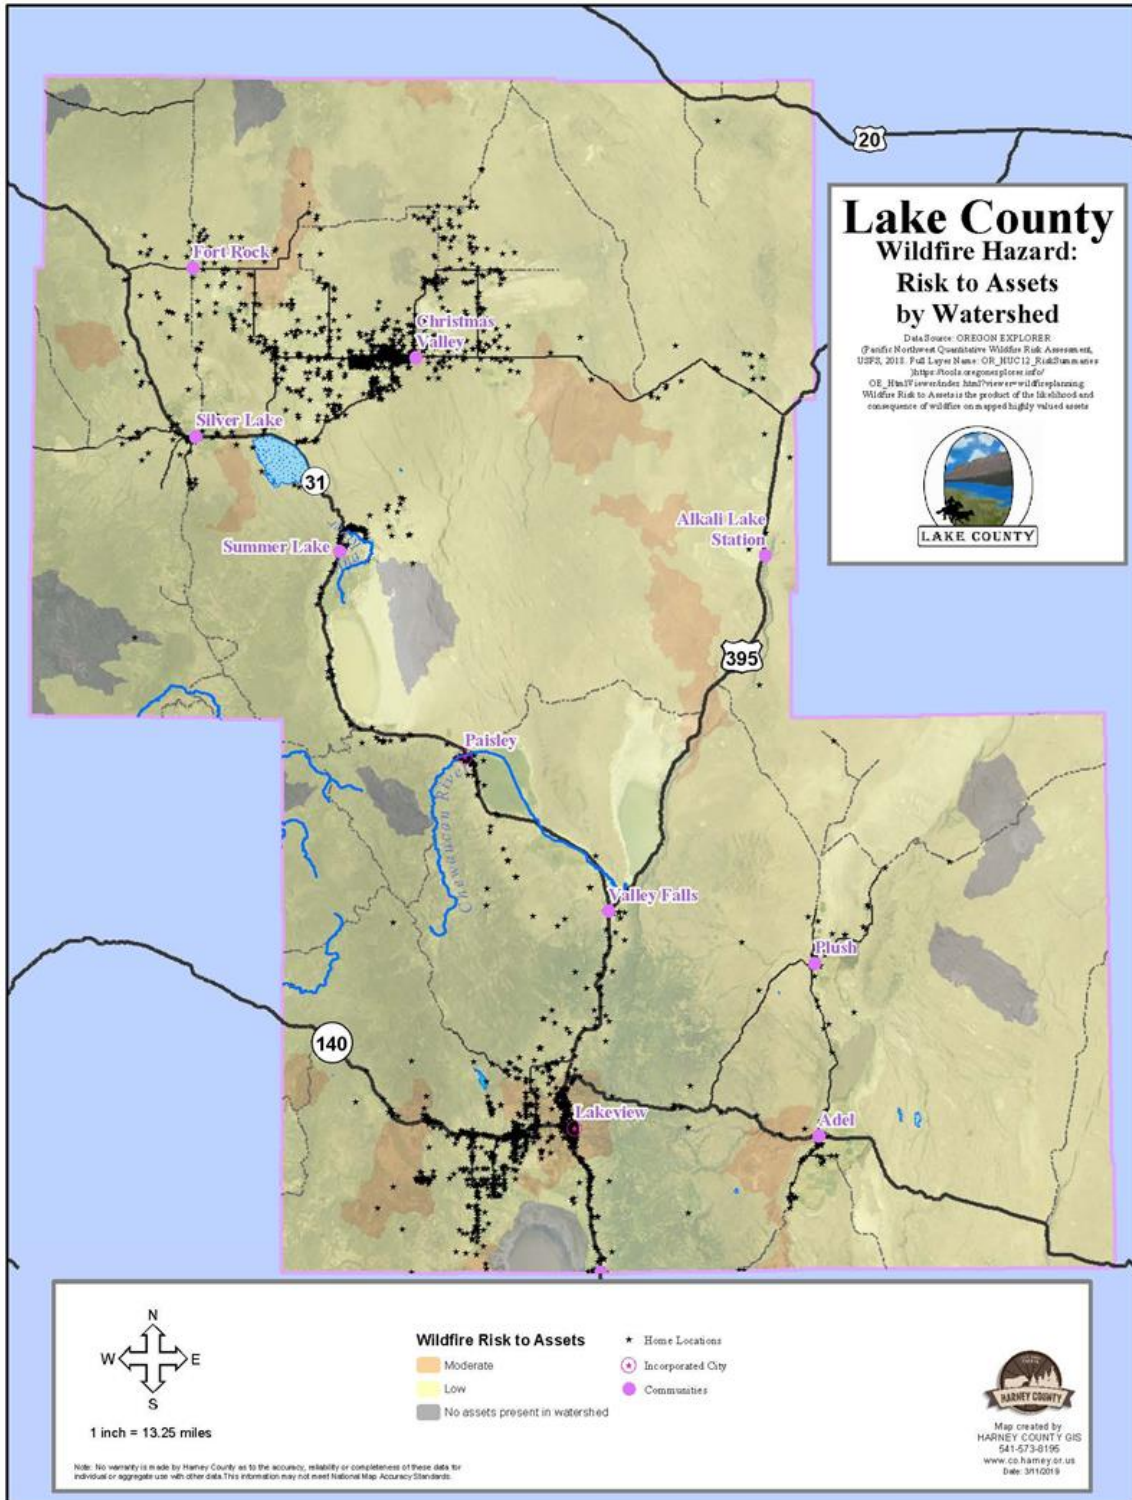 20
Lake County
Wildfire Hazard:
Risk to Assets
by Watershed
Data Source: OREGON EXPLORER
(Pacific Northwest Quantitative Wildfire Risk Assessment,
USFS, 2018. Full Layer Name: OR_HUC12_RiskSummaries
)https://tools.oregonexplorer.info/
OE_HtmlViewer/index.html?viewer=wildfireplanning
Wildfire Risk to Assets is the product of the likelihood and
consequence of wildfire on mapped highly valued assets
LAKE COUNTY
Fort Rock
Christmas
Valley
Silver Lake
31
Alkali Lake
Station
Summer Lake
395
Paisley
Chewaucan River
Valley Falls
Plush
140
Lakeview
Adel
N
W E
S
1 inch = 13.25 miles
Wildfire Risk to Assets
Moderate
Low
No assets present in watershed
Home Locations
Incorporated City
Communities
HARNEY COUNTY
Map created by
HARNEY COUNTY GIS
541-573-8195
www.co.harney.or.us
Date: 3/11/2019
Note: No warranty is made by Harney County as to the accuracy, reliability or completeness of these data for
individual or aggregate use with other data.This information may not meet National Map Accuracy Standards.